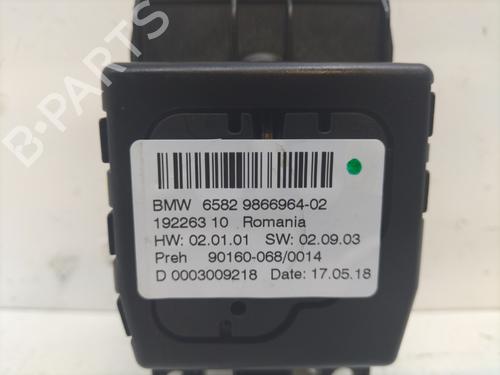 B-PARTS
BMW 6582 9866964-02
192263 10 Romania
HW: 02.01.01 SW: 02.09.03
Preh 90160-068/0014
D 0003009218 Date: 17.05.18